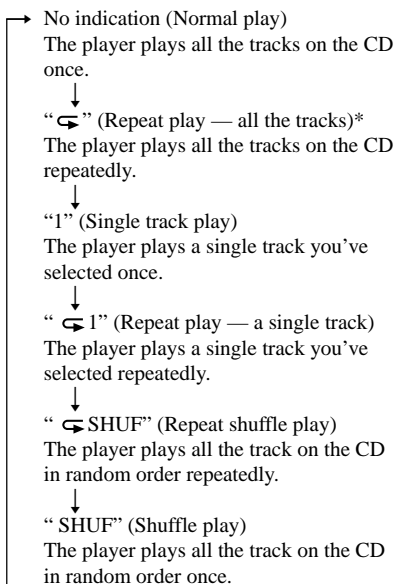 No indication (Normal play)
The player plays all the tracks on the CD
once.
“ ” (Repeat play — all the tracks)*
The player plays all the tracks on the CD
repeatedly.
“1” (Single track play)
The player plays a single track you’ve
selected once.
“ 1” (Repeat play — a single track)
The player plays a single track you’ve
selected repeatedly.
“ SHUF” (Repeat shuffle play)
The player plays all the track on the CD
in random order repeatedly.
“ SHUF” (Shuffle play)
The player plays all the track on the CD
in random order once.